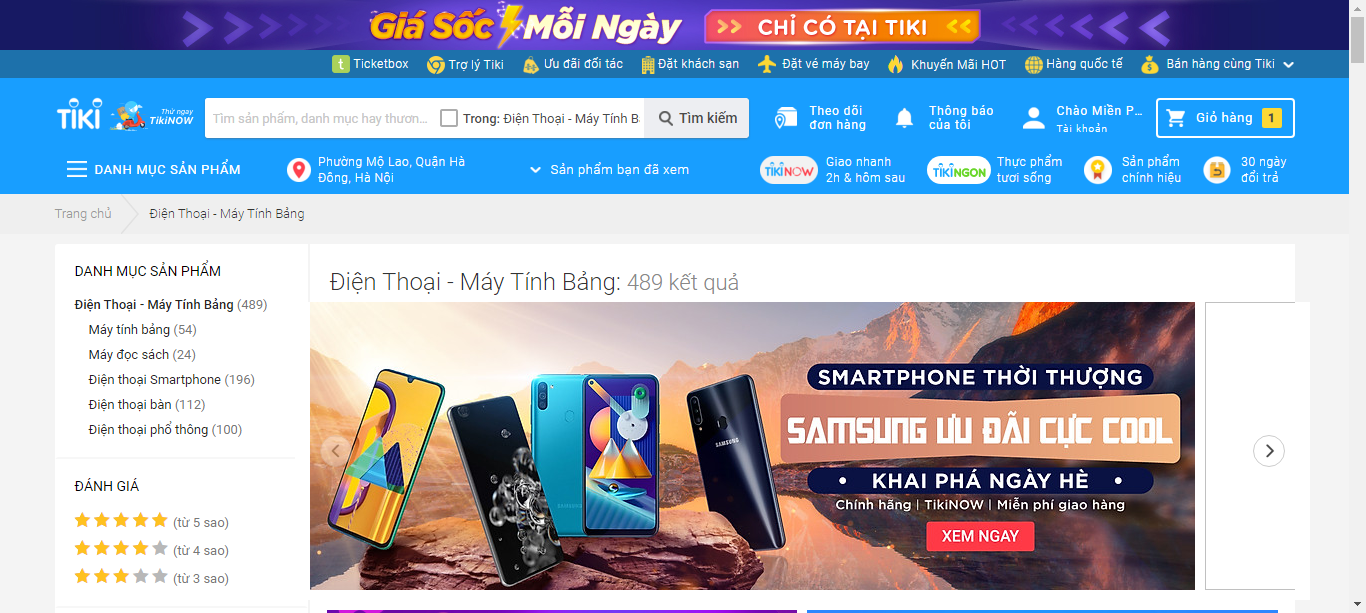 Giá Sốc Mỗi Ngày CHỈ CÓ TẠI TIKI
Ticketbox Trợ lý Tiki Ưu đãi đối tác Đặt khách sạn Đặt vé máy bay Khuyến Mãi HOT Hàng quốc tế Bán hàng cùng Tiki
TIKI Thứ ngay TikiNOW
Tìm sản phẩm, danh mục hay thươn... Trong: Điện Thoại - Máy Tính B Tìm kiếm
Theo dõi
đơn hàng
Thông báo
của tôi
Chào Miền P...
Tài khoản
Giỏ hàng 1
DANH MỤC SẢN PHẨM
Phường Mộ Lao, Quận Hà
Đông, Hà Nội
Sản phẩm bạn đã xem
TIKINOW
Giao nhanh
2h & hôm sau
TIKINGON
Thực phẩm
tươi sống
Sản phẩm
chính hiệu
30 ngày
đổi trả
Trang chủ Điện Thoại - Máy Tính Bảng
DANH MỤC SẢN PHẨM
Điện Thoại - Máy Tính Bảng (489)
Máy tính bảng (54)
Máy đọc sách (24)
Điện thoại Smartphone (196)
Điện thoại bàn (112)
Điện thoại phổ thông (100)
ĐÁNH GIÁ
(từ 5 sao)
(từ 4 sao)
(từ 3 sao)
Điện Thoại - Máy Tính Bảng: 489 kết quả
SAMSUNG
SAMSUNG
SMARTPHONE THỜI THƯỢNG
SAMSUNG ƯU ĐÃI CỰC COOL
• KHAI PHÁ NGÀY HÈ •
Chính hãng | TikiNOW | Miễn phí giao hàng
XEM NGAY